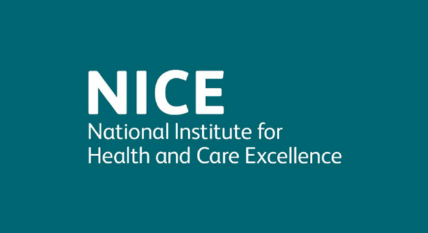 NICE
National Institute for
Health and Care Excellence